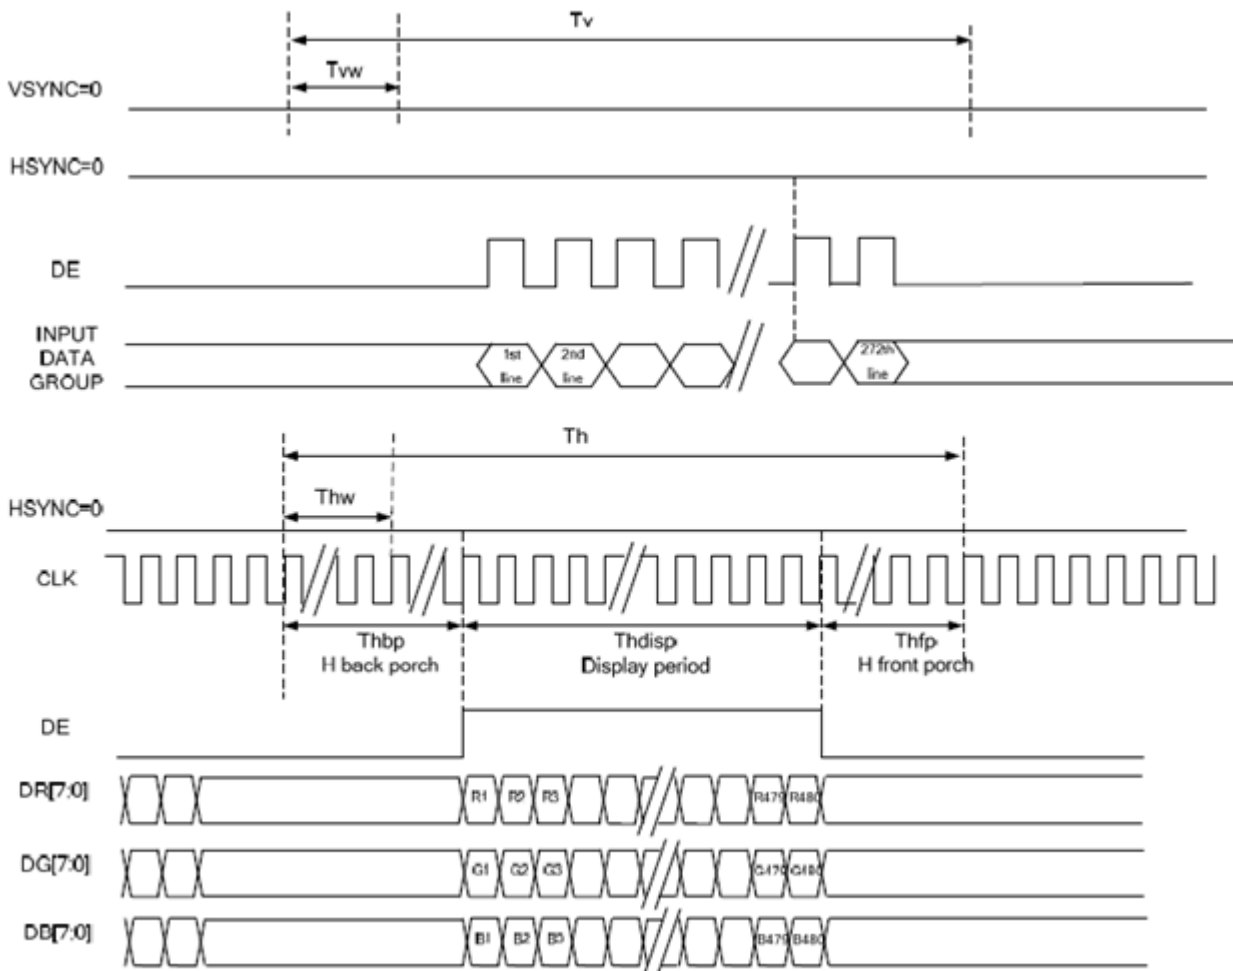 Tv
Tvw
VSYNC=0
HSYNC=0
DE
INPUT
DATA
GROUP
1st
line
2nd
line
272th
line
Th
Thw
HSYNC=0
CLK
Thbp
H back porch
Thdisp
Display period
Thfp
H front porch
DE
DR[7:0]
R1 R2 R3 R479 R480
DG[7:0]
G1 G2 G3 G479 G480
DB[7:0]
B1 B2 B3 B479 B480